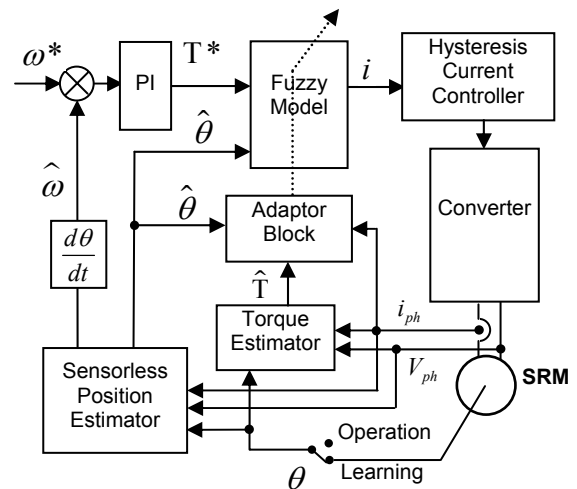 ω*
PI
T*
Fuzzy
Model
i
Hysteresis
Current
Controller
θ̂
ω̂
θ̂
Adaptor
Block
Converter
dθ
dt
T̂
Torque
Estimator
i_ph
V_ph
SRM
Sensorless
Position
Estimator
Operation
θ
Learning